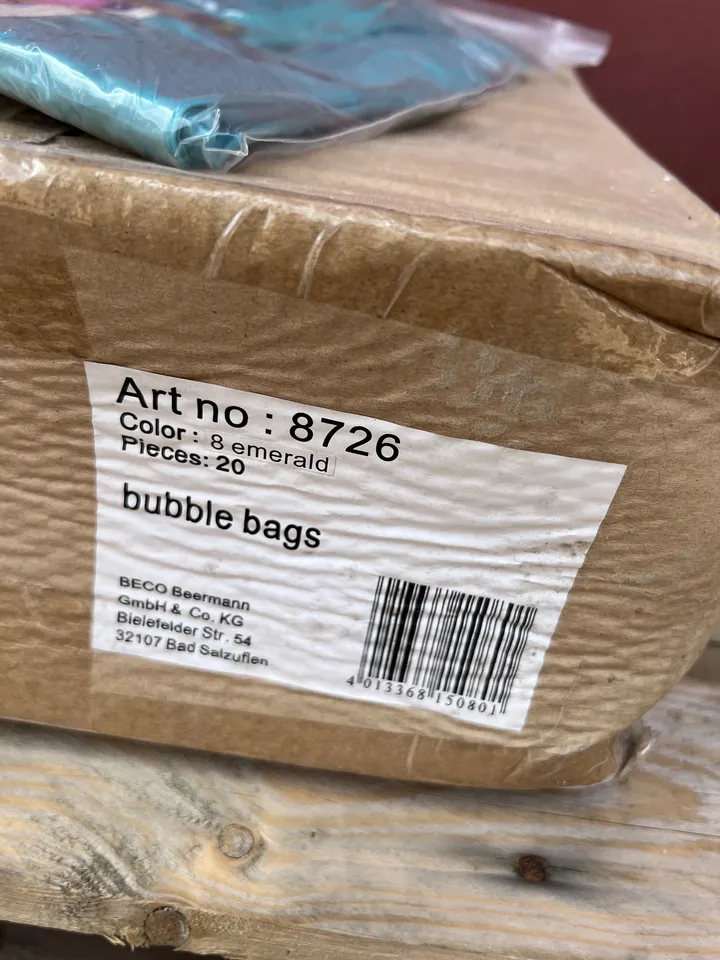 Art no : 8726
Color : 8 emerald
Pieces: 20
bubble bags
BECO Beermann
GmbH & Co. KG
Bielefelder Str. 54
32107 Bad Salzuflen
4 013368 150801